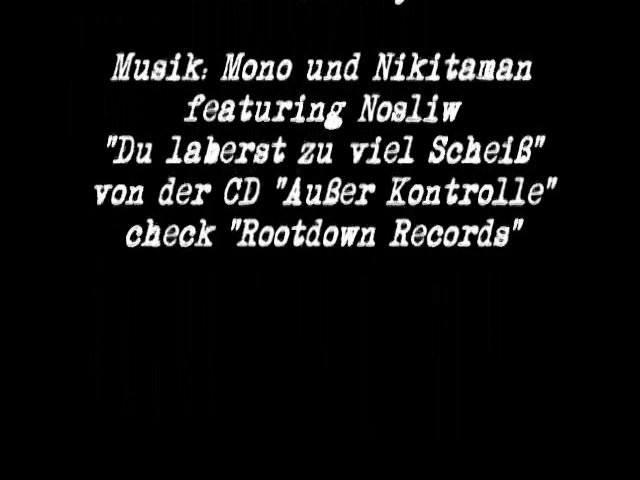 Musik: Mono und Nikitaman
featuring Nosliw
"Du laberst zu viel Scheiß"
von der CD "Außer Kontrolle"
check "Rootdown Records"